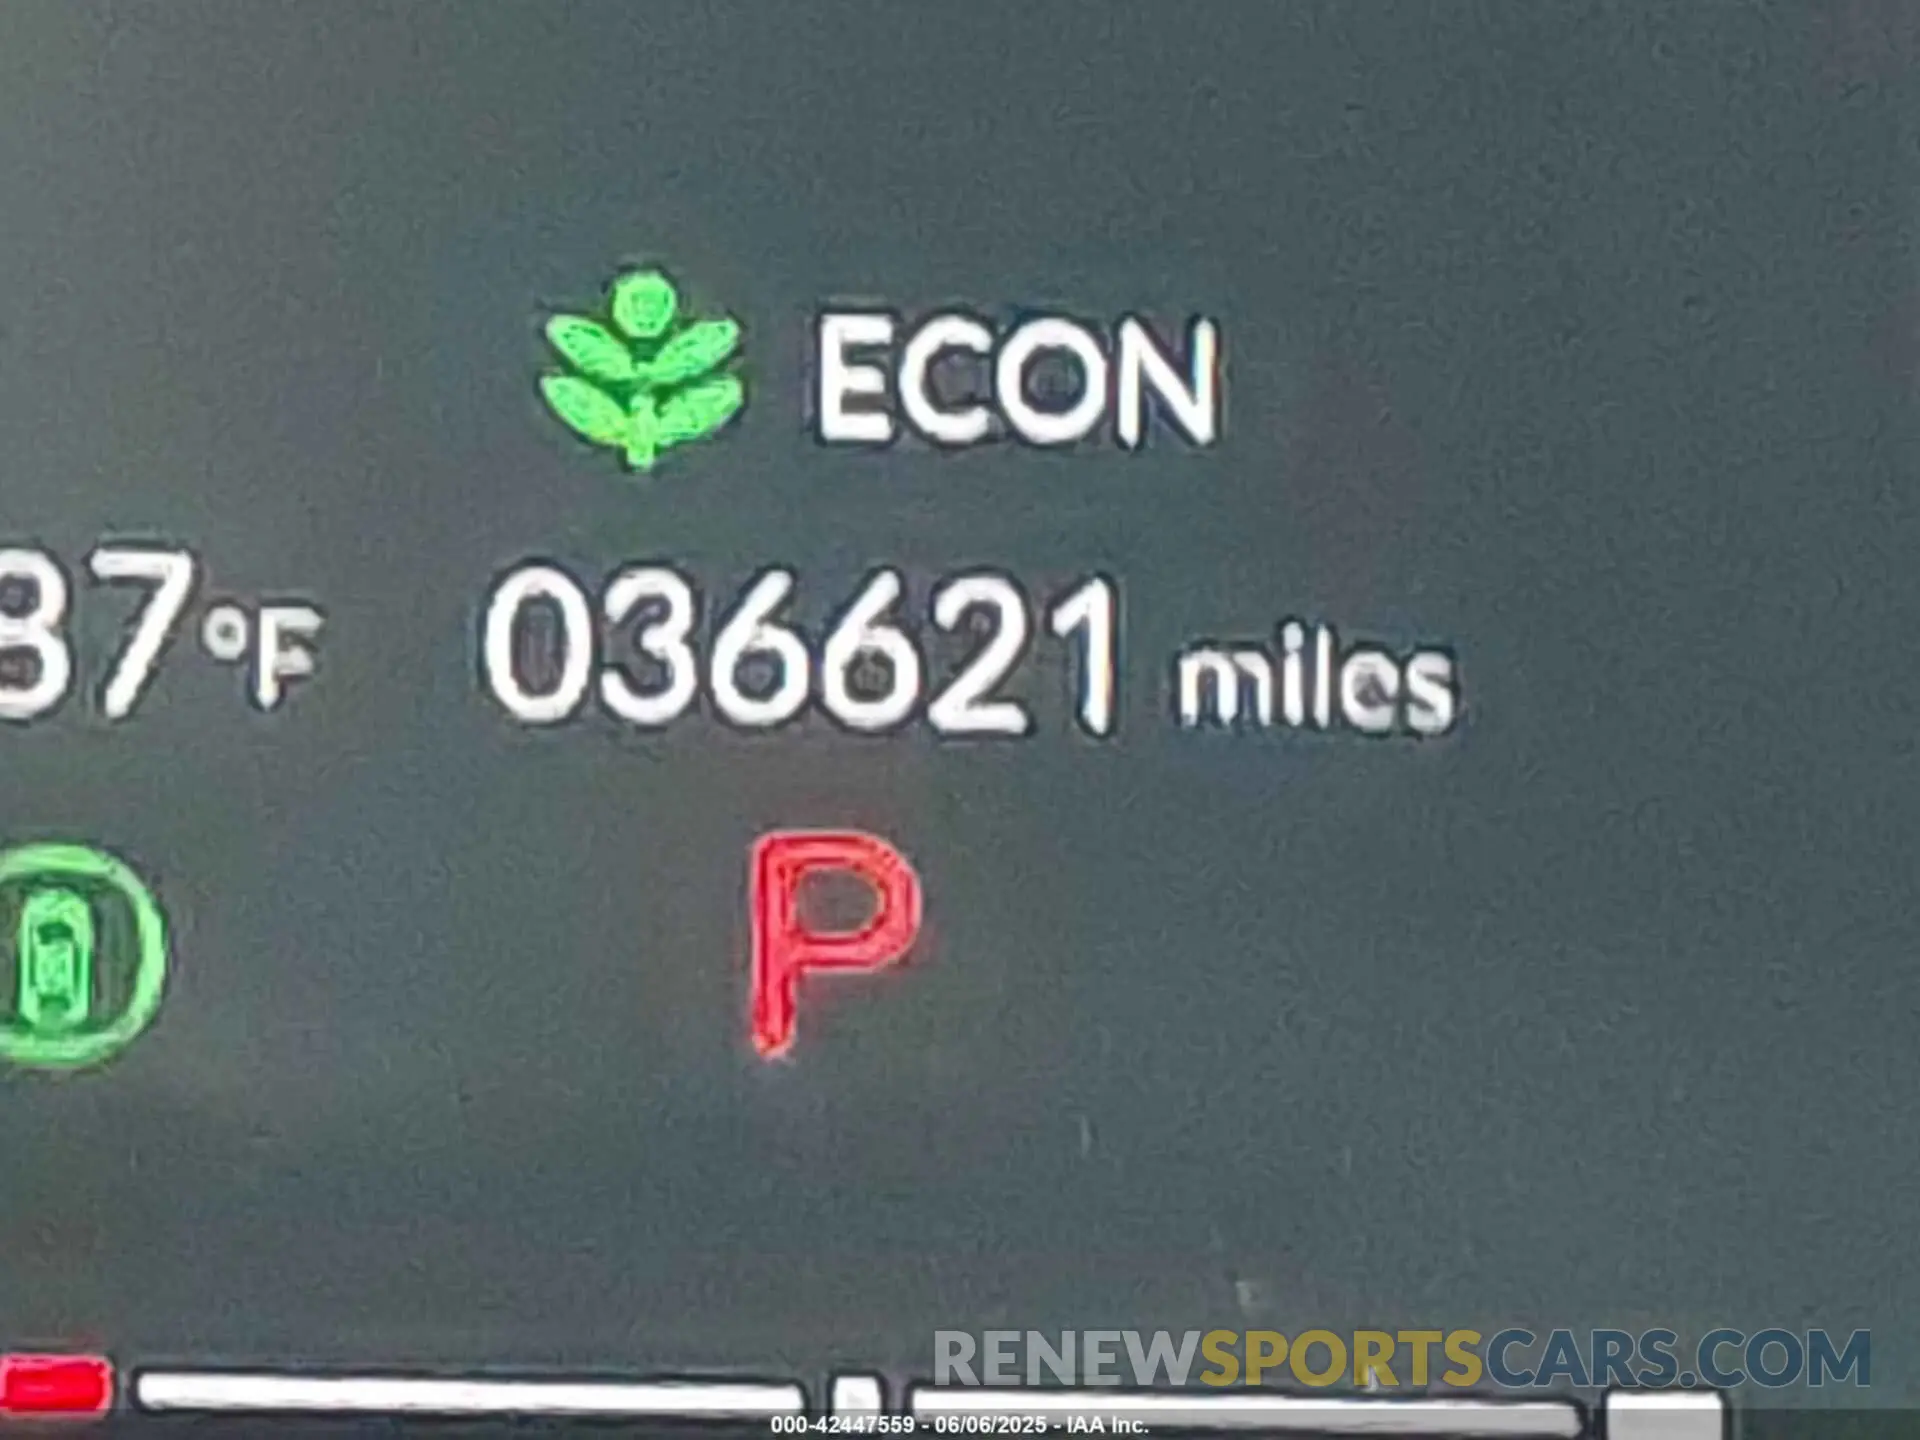 ECON
87°F 036621 miles
P
RENEWSPORTSCARS.COM
000-42447559 - 06/06/2025 - IAA Inc.